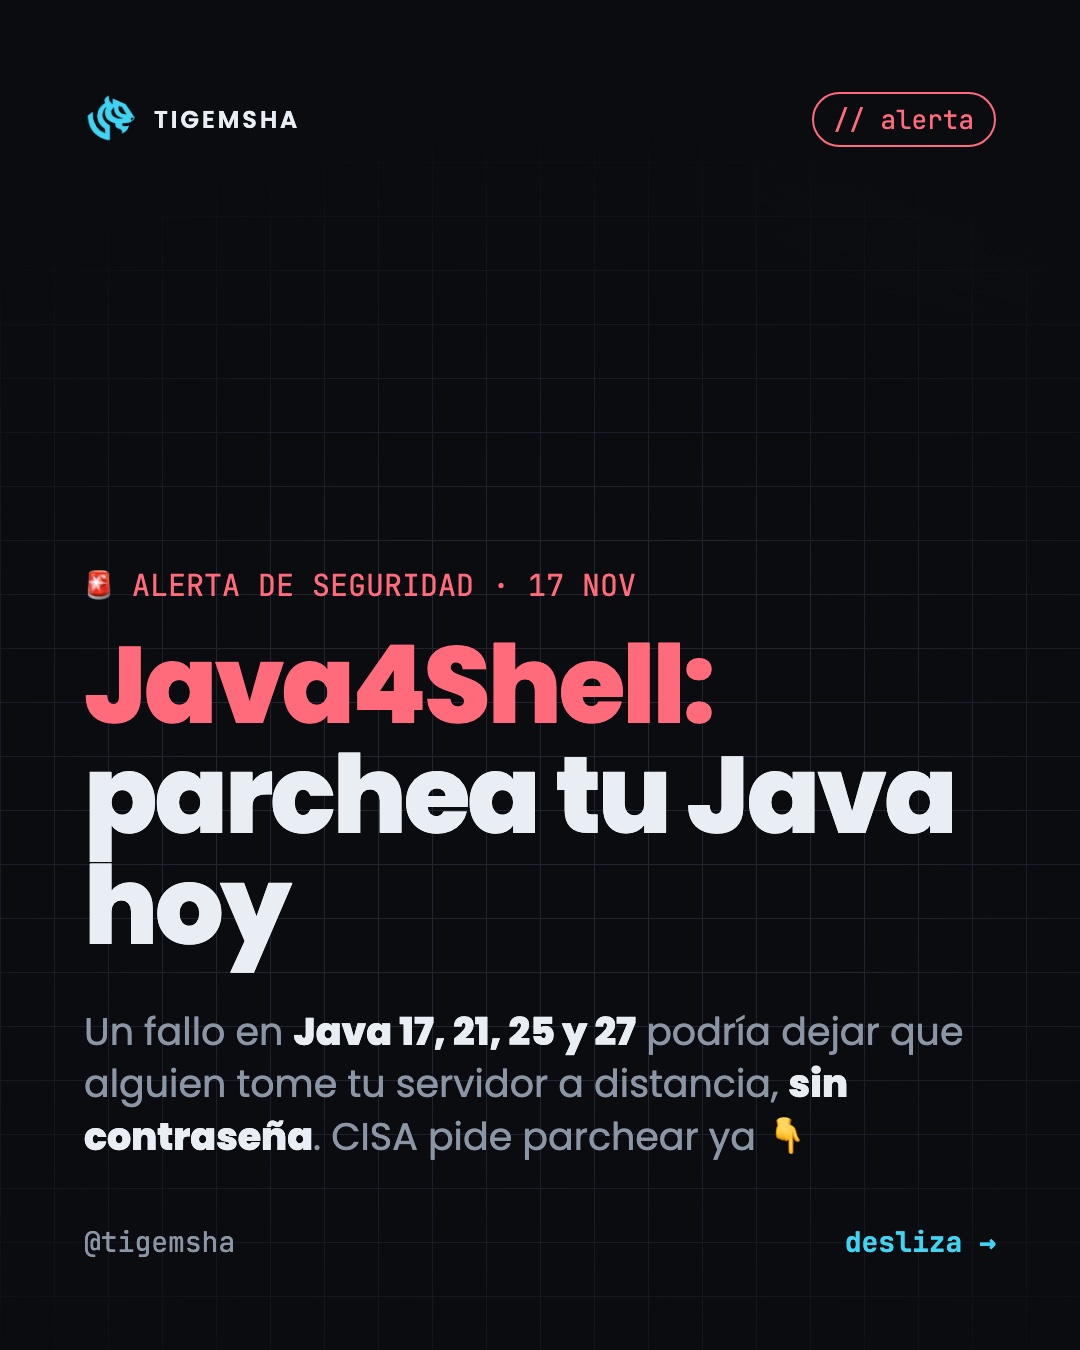 TIGEMSHA
// alerta
🚨 ALERTA DE SEGURIDAD · 17 NOV
Java4Shell:
parchea tu Java
hoy
Un fallo en Java 17, 21, 25 y 27 podría dejar que
alguien tome tu servidor a distancia, sin
contraseña. CISA pide parchear ya 👇
@tigemsha
desliza →